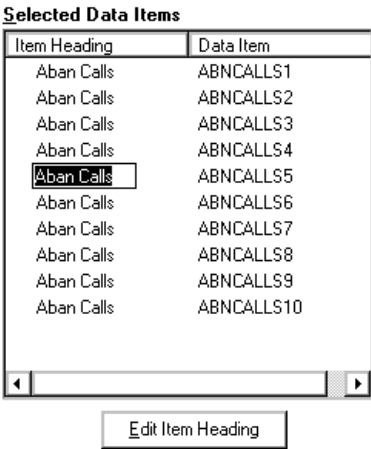 Selected Data Items
Item Heading Data Item
Aban Calls ABNCALLS1
Aban Calls ABNCALLS2
Aban Calls ABNCALLS3
Aban Calls ABNCALLS4
Aban Calls ABNCALLS5
Aban Calls ABNCALLS6
Aban Calls ABNCALLS7
Aban Calls ABNCALLS8
Aban Calls ABNCALLS9
Aban Calls ABNCALLS10
Edit Item Heading